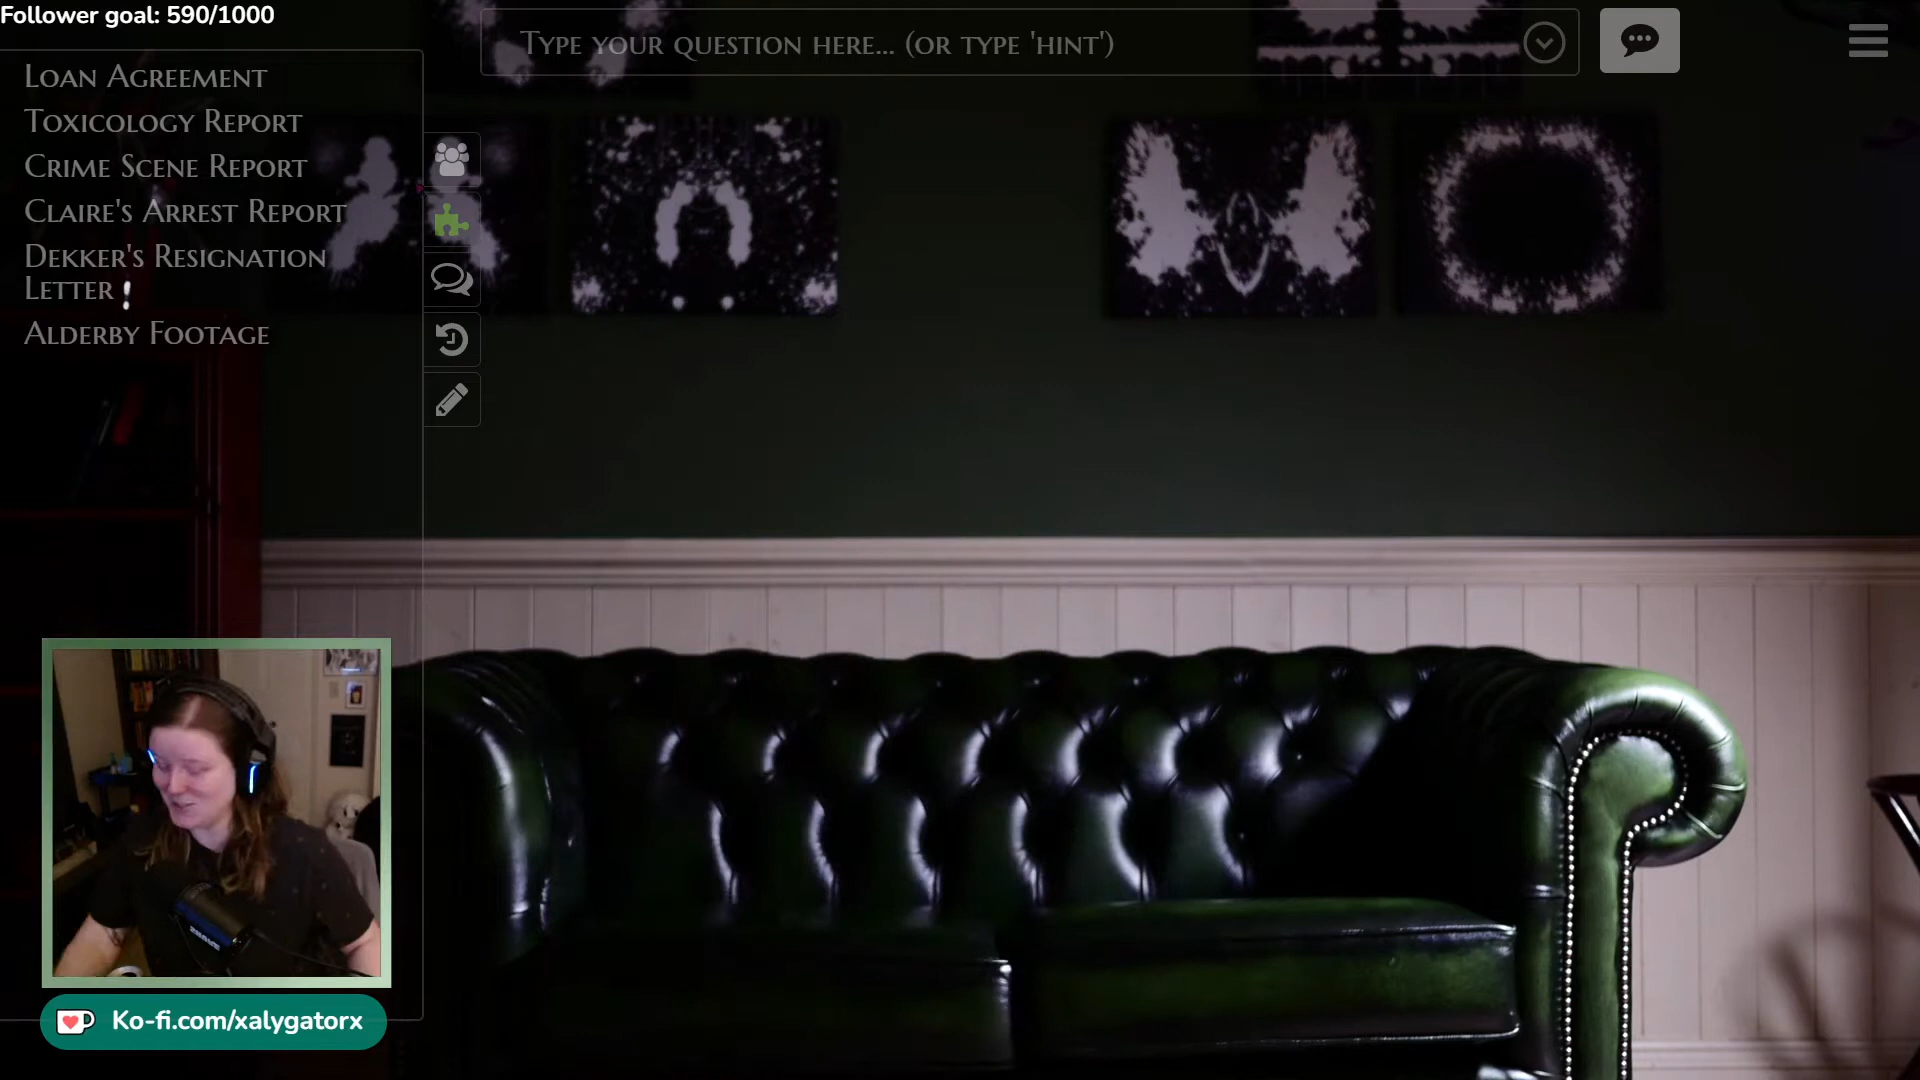 Follower goal: 590/1000
Type your question here... (or type 'hint')
Loan Agreement
Toxicology Report
Crime Scene Report
Claire's Arrest Report
Dekker's Resignation
Letter
Alderby Footage
Ko-fi.com/xalygatorx